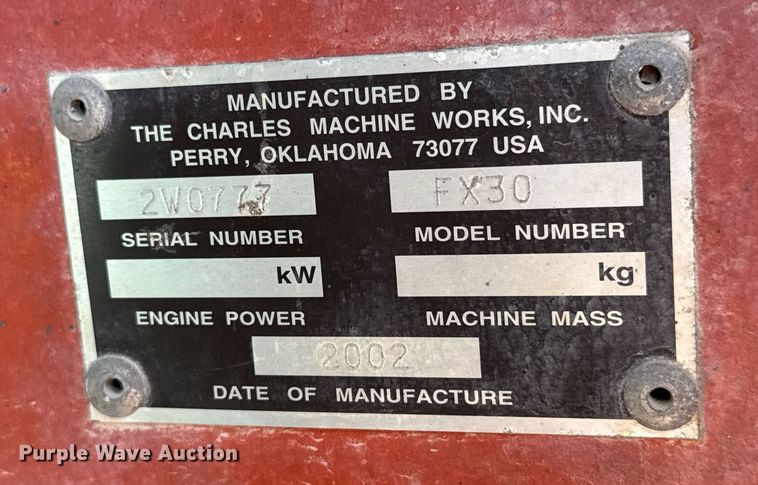 MANUFACTURED BY
THE CHARLES MACHINE WORKS, INC.
PERRY, OKLAHOMA 73077 USA
2W0777 FX30
SERIAL NUMBER MODEL NUMBER
kW kg
ENGINE POWER MACHINE MASS
2002
DATE OF MANUFACTURE
Purple Wave Auction